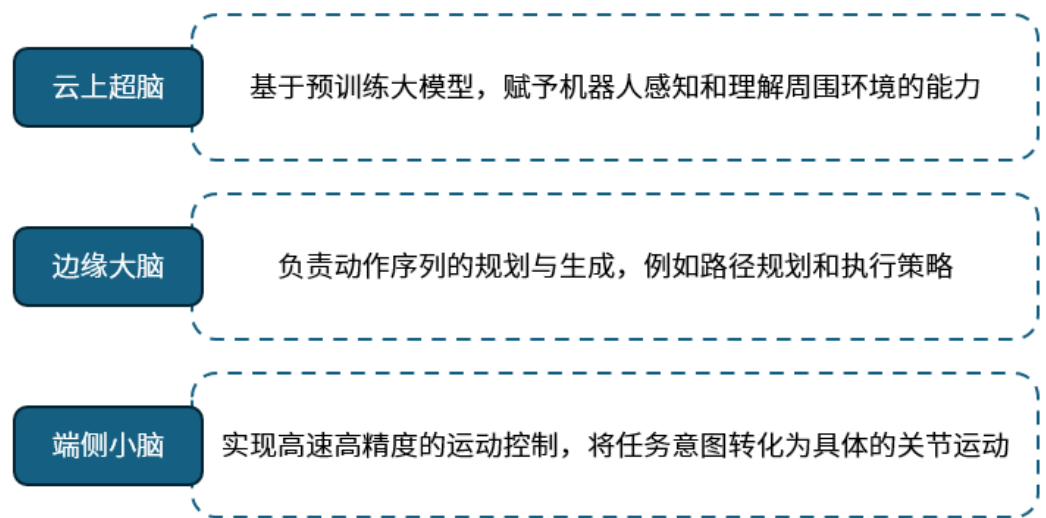 云上超脑
基于预训练大模型，赋予机器人感知和理解周围环境的能力
边缘大脑
负责动作序列的规划与生成，例如路径规划和执行策略
端侧小脑
实现高速高精度的运动控制，将任务意图转化为具体的关节运动